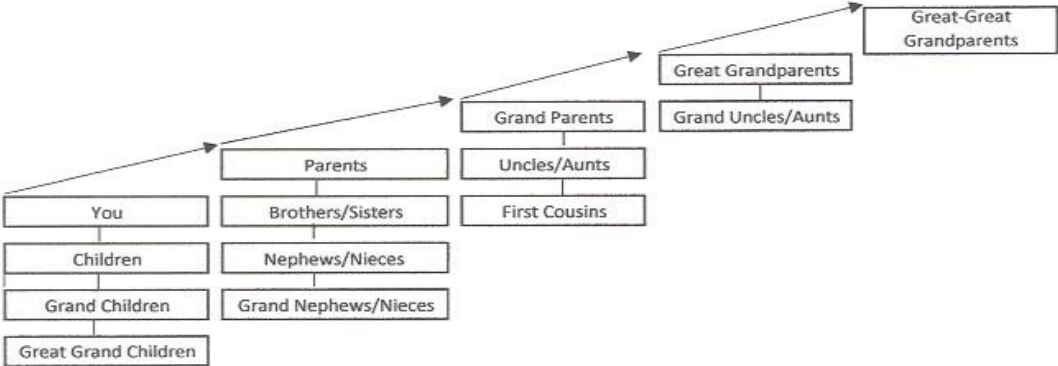 Great-Great
Grandparents
Great Grandparents
Grand Parents
Grand Uncles/Aunts
Parents
Uncles/Aunts
You
Brothers/Sisters
First Cousins
Children
Nephews/Nieces
Grand Children
Grand Nephews/Nieces
Great Grand Children